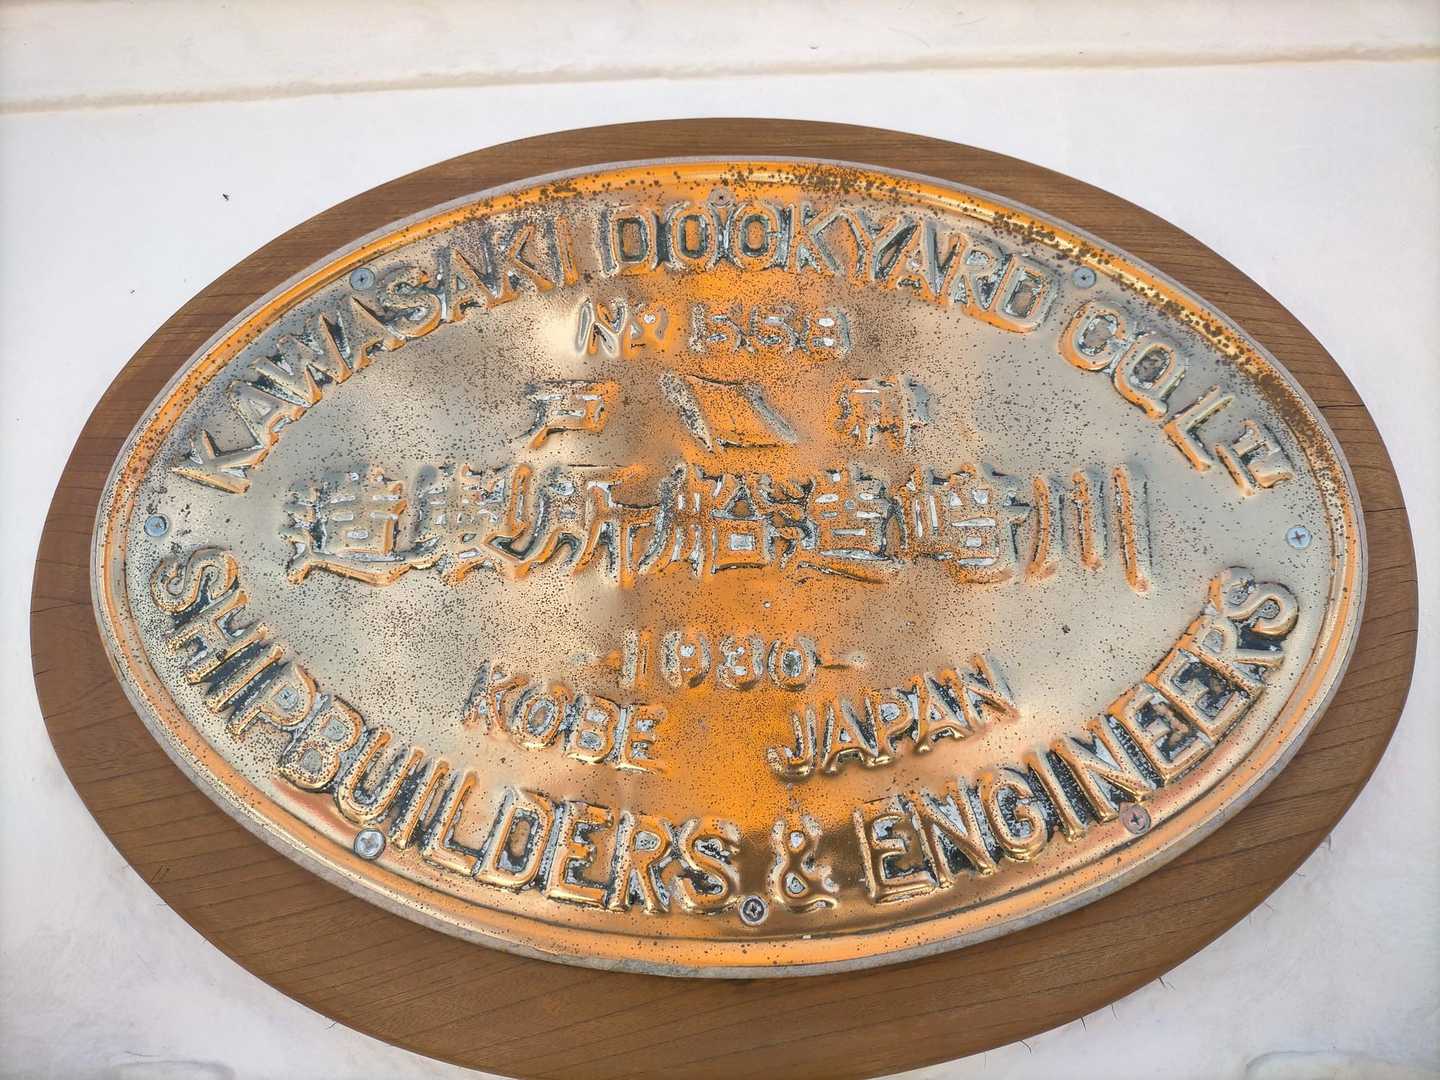 KAWASAKI DOCKYARD CO LTD
No 1558
神 戸
川崎造船所製造
-1930-
KOBE JAPAN
SHIPBUILDERS & ENGINEERS